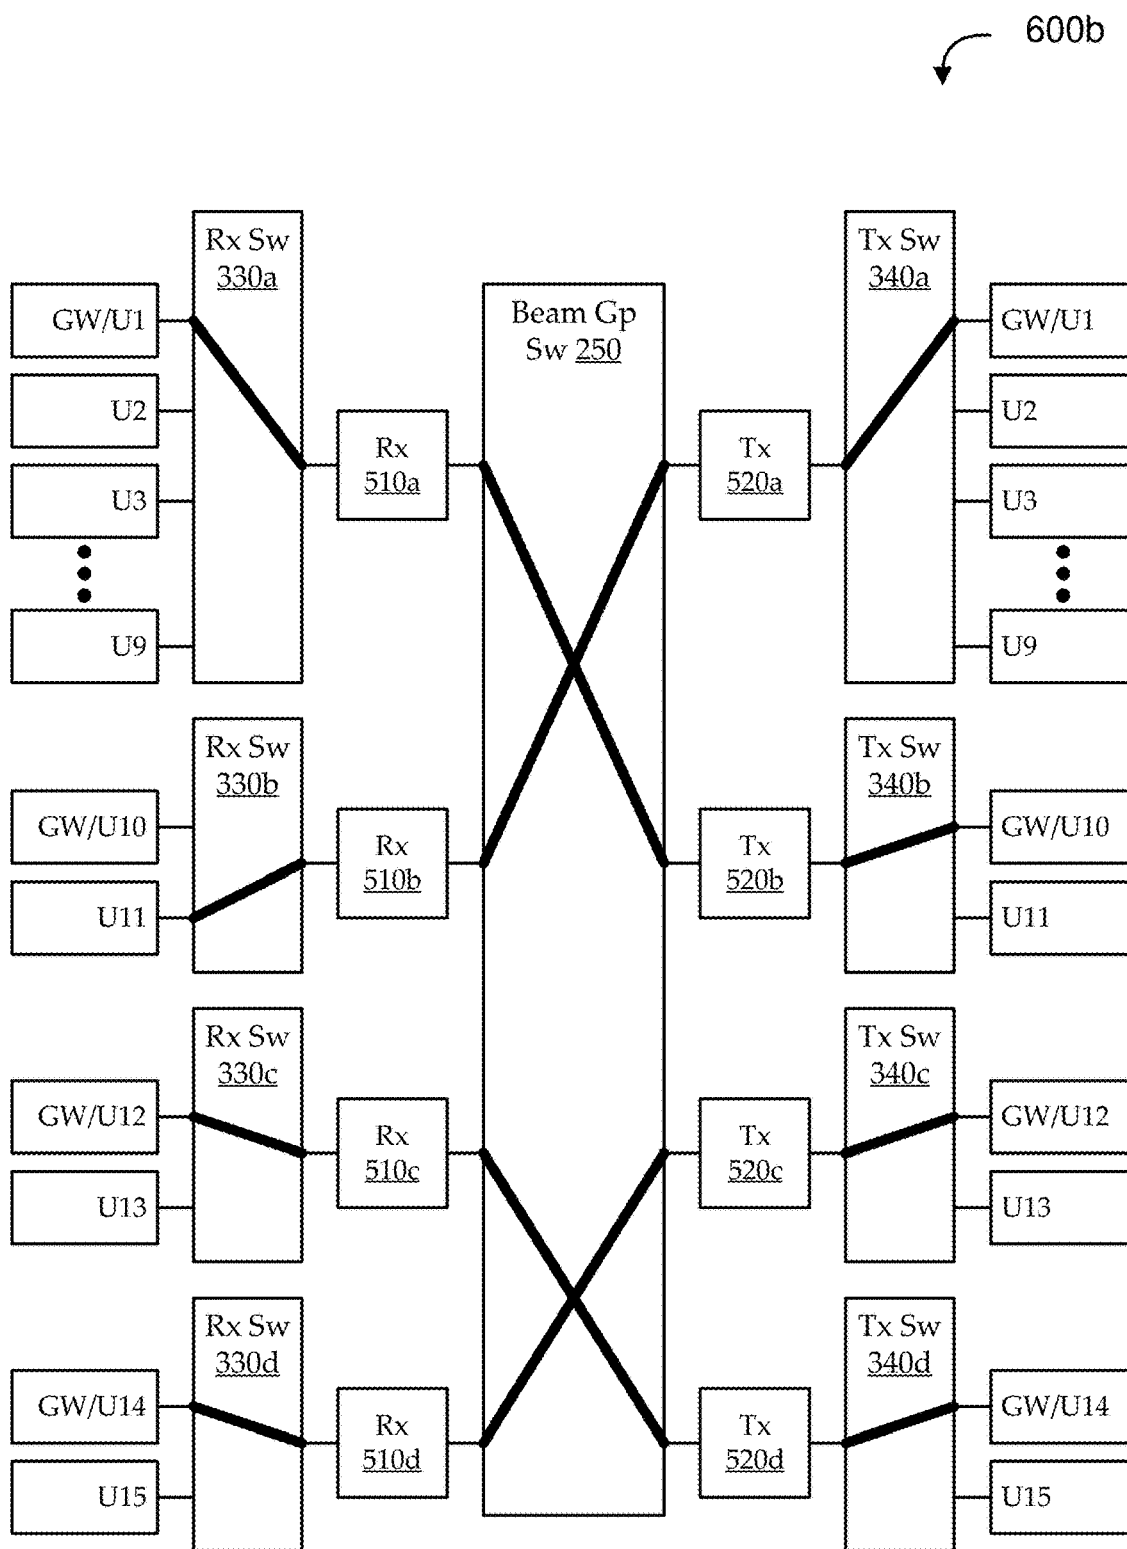 600b
Rx Sw
330a
Tx Sw
340a
Beam Gp
Sw 250
GW/U1
U2
U3
U9
Rx
510a
Tx
520a
GW/U1
U2
U3
U9
Rx Sw
330b
Tx Sw
340b
GW/U10
U11
Rx
510b
Tx
520b
GW/U10
U11
Rx Sw
330c
Tx Sw
340c
GW/U12
U13
Rx
510c
Tx
520c
GW/U12
U13
Rx Sw
330d
Tx Sw
340d
GW/U14
U15
Rx
510d
Tx
520d
GW/U14
U15